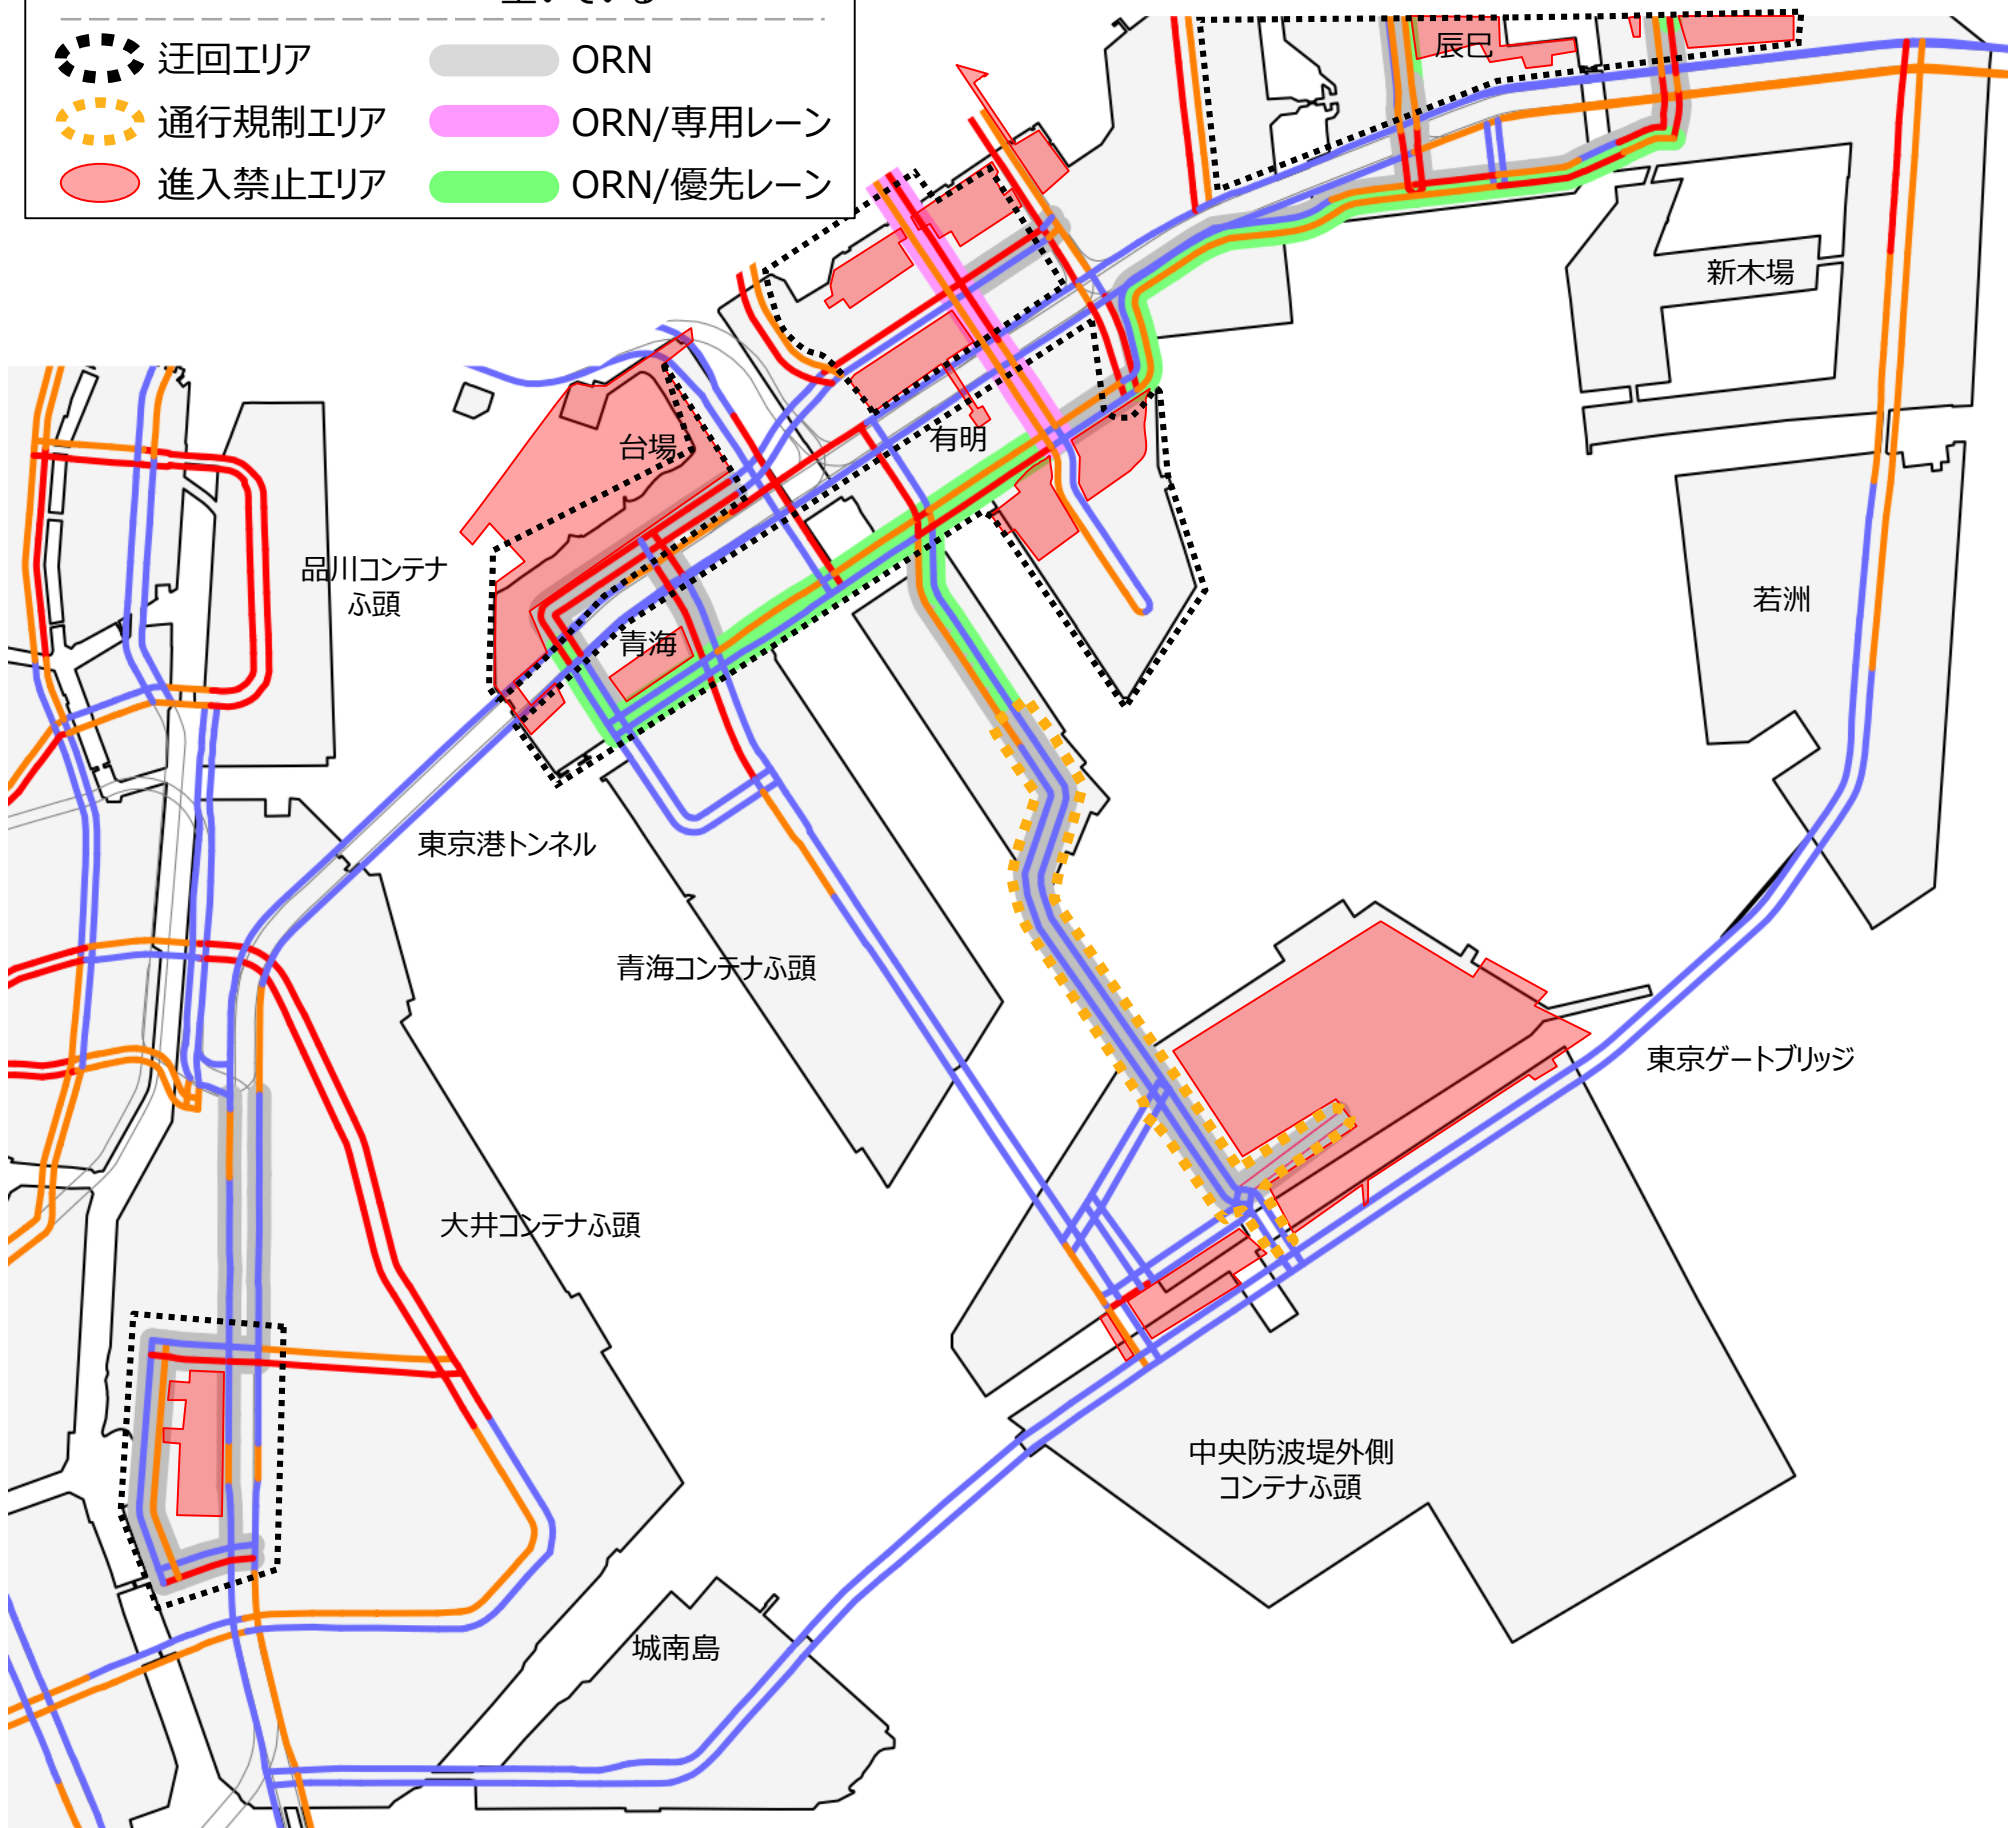 空いている
迂回エリア
ORN
通行規制エリア
ORN/専用レーン
進入禁止エリア
ORN/優先レーン
辰巳
新木場
台場
有明
品川コンテナ
ふ頭
青海
若洲
東京港トンネル
青海コンテナふ頭
東京ゲートブリッジ
大井コンテナふ頭
中央防波堤外側
コンテナふ頭
城南島